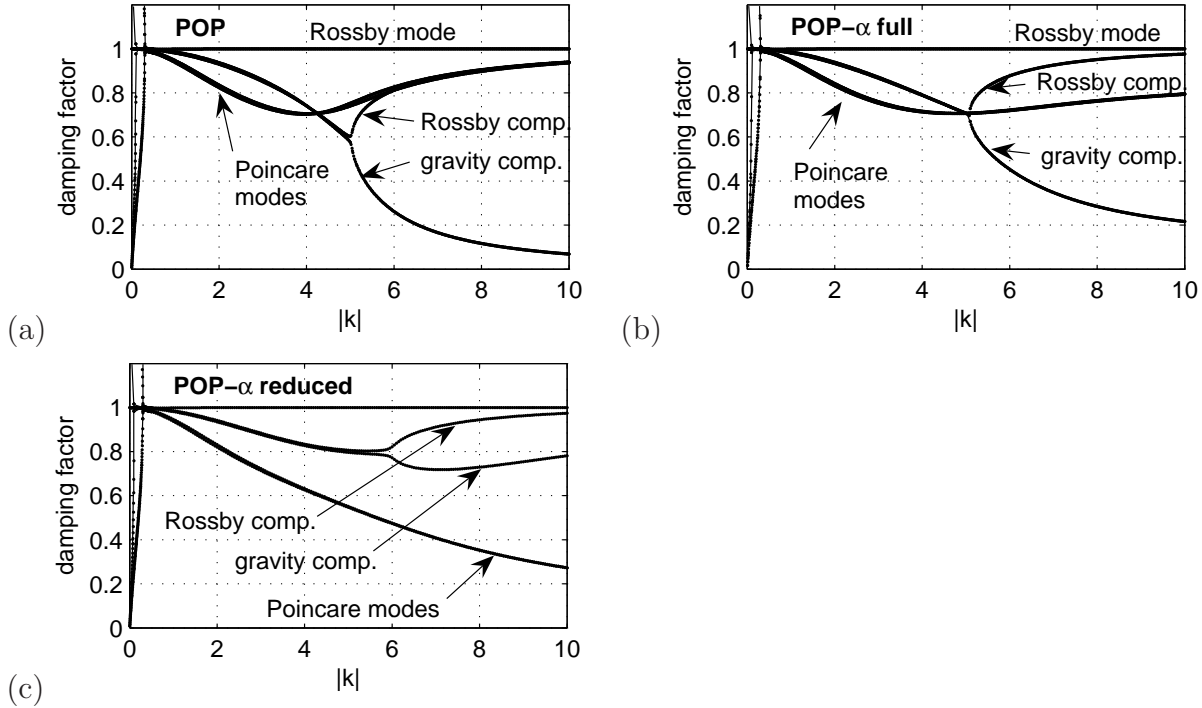 POP
Rossby mode
Rossby comp.
gravity comp.
Poincare
modes
damping factor
1
0.8
0.6
0.4
0.2
0
0 2 4 6 8 10
|k|
(a)
POP−α full
Rossby mode
Rossby comp.
gravity comp.
Poincare
modes
damping factor
1
0.8
0.6
0.4
0.2
0
0 2 4 6 8 10
|k|
(b)
POP−α reduced
Rossby comp.
gravity comp.
Poincare modes
damping factor
1
0.8
0.6
0.4
0.2
0
0 2 4 6 8 10
|k|
(c)